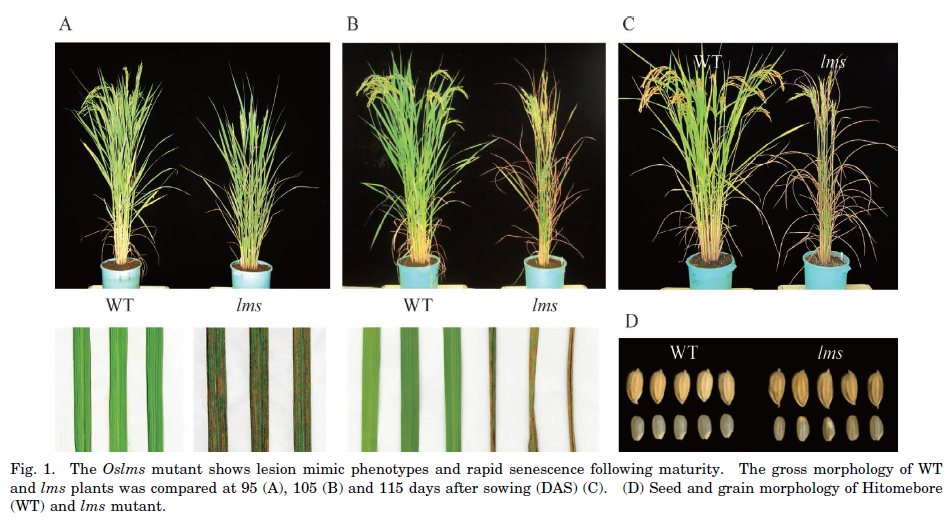 A
B
C
WT
lms
WT
lms
WT
lms
D
WT
lms
Fig. 1. The Oslms mutant shows lesion mimic phenotypes and rapid senescence following maturity. The gross morphology of WT
and lms plants was compared at 95 (A), 105 (B) and 115 days after sowing (DAS) (C). (D) Seed and grain morphology of Hitomebore
(WT) and lms mutant.